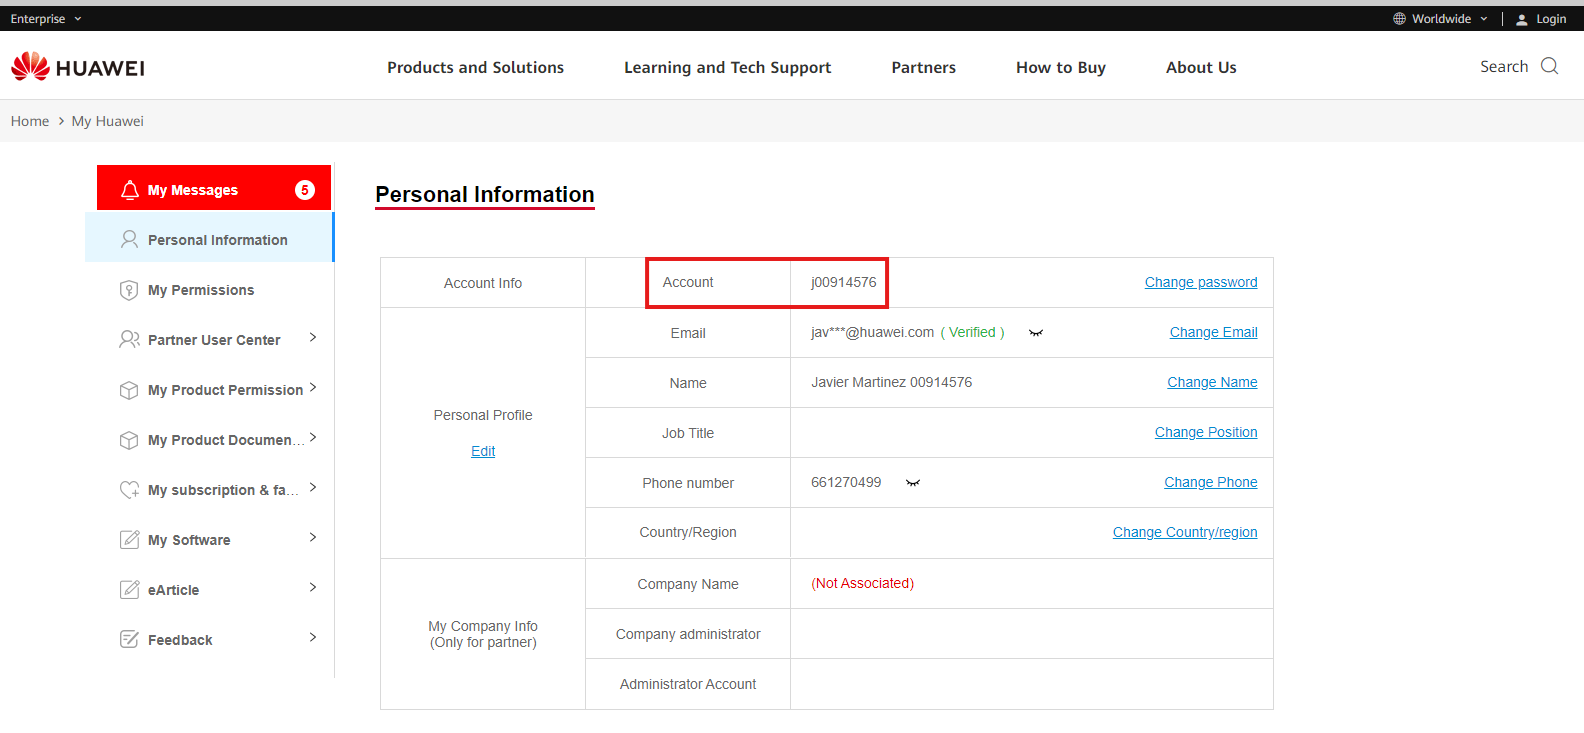 Enterprise
Worldwide | Login
HUAWEI
Products and Solutions
Learning and Tech Support
Partners
How to Buy
About Us
Search
Home > My Huawei
My Messages 5
Personal Information
My Permissions
Partner User Center
My Product Permission
My Product Documen...
My subscription & fa...
My Software
eArticle
Feedback
Personal Information
Account Info Account j00914576 Change password
Personal Profile
Edit
Email jav***@huawei.com ( Verified ) Change Email
Name Javier Martinez 00914576 Change Name
Job Title Change Position
Phone number 661270499 Change Phone
Country/Region Change Country/region
My Company Info
(Only for partner)
Company Name (Not Associated)
Company administrator
Administrator Account